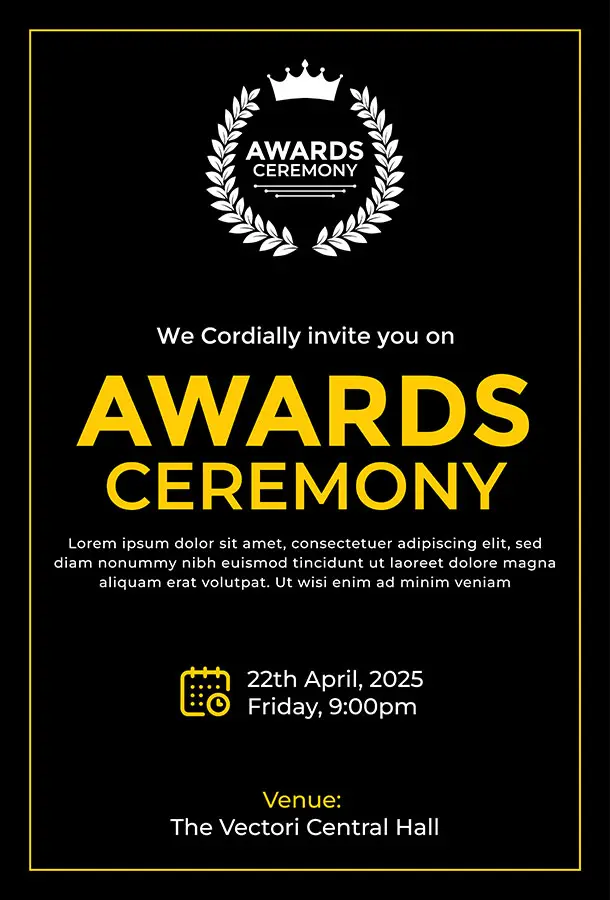 AWARDS
CEREMONY
We Cordially invite you on
AWARDS
CEREMONY
Lorem ipsum dolor sit amet, consectetuer adipiscing elit, sed
diam nonummy nibh euismod tincidunt ut laoreet dolore magna
aliquam erat volutpat. Ut wisi enim ad minim veniam
22th April, 2025
Friday, 9:00pm
Venue:
The Vectori Central Hall